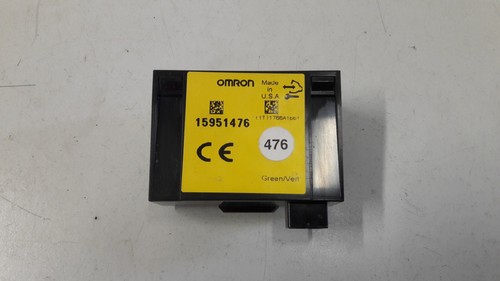 OMRON
Made
in
U.S.A
15951476
CE
476
Green/Vert